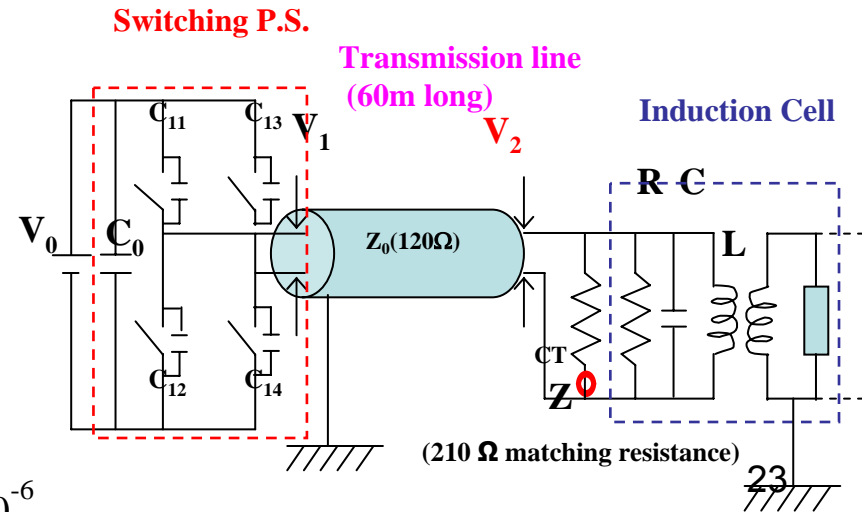 Switching P.S.
Transmission line
(60m long)
Induction Cell
C₁₁
C₁₃
V₁
V₂
R C
V₀
C₀
Z₀(120Ω)
L
CT
C₁₂
C₁₄
Z
(210 Ω matching resistance)
23